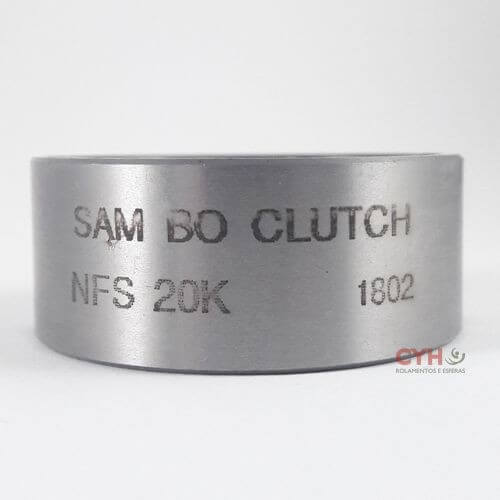 SAM BO CLUTCH
NFS 20K 1802
CYH
ROLAMENTOS E ESFERAS